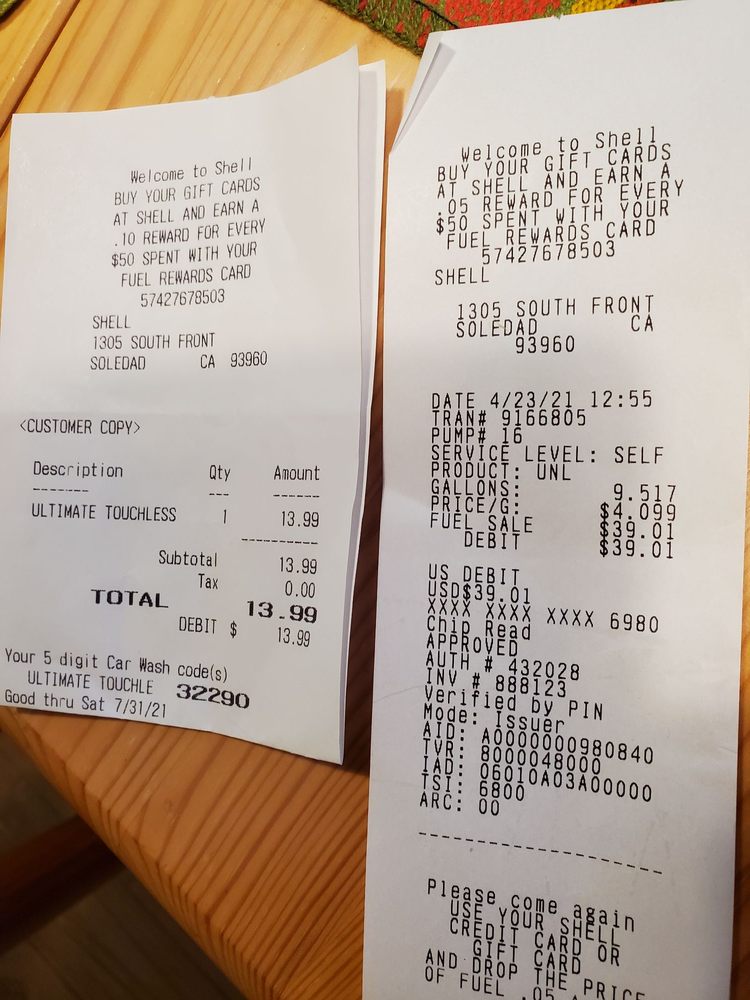 Welcome to Shell
BUY YOUR GIFT CARDS
AT SHELL AND EARN A
.10 REWARD FOR EVERY
$50 SPENT WITH YOUR
FUEL REWARDS CARD
57427678503
SHELL
1305 SOUTH FRONT
SOLEDAD CA 93960
<CUSTOMER COPY>
Description Qty Amount
ULTIMATE TOUCHLESS 1 13.99
Subtotal 13.99
Tax 0.00
TOTAL 13.99
DEBIT $ 13.99
Your 5 digit Car Wash code(s)
ULTIMATE TOUCHLE 32290
Good thru Sat 7/31/21
Welcome to Shell
BUY YOUR GIFT CARDS
AT SHELL AND EARN A
.05 REWARD FOR EVERY
$50 SPENT WITH YOUR
FUEL REWARDS CARD
57427678503
SHELL
1305 SOUTH FRONT
SOLEDAD CA
93960
DATE 4/23/21 12:55
TRAN# 9166805
PUMP# 16
SERVICE LEVEL: SELF
PRODUCT: UNL
GALLONS: 9.517
PRICE/G: $4.099
FUEL SALE $39.01
DEBIT $39.01
US DEBIT
USD$39.01
XXXX XXXX XXXX 6980
Chip Read
APPROVED
AUTH # 432028
INV # 888123
Verified by PIN
Mode: Issuer
AID: A0000000980840
TVR: 8000048000
IAD: 06010A03A00000
TSI: 6800
ARC: 00
Please come again
USE YOUR SHELL
CREDIT CARD OR
GIFT CARD
AND DROP THE PRICE
OF FUEL .05